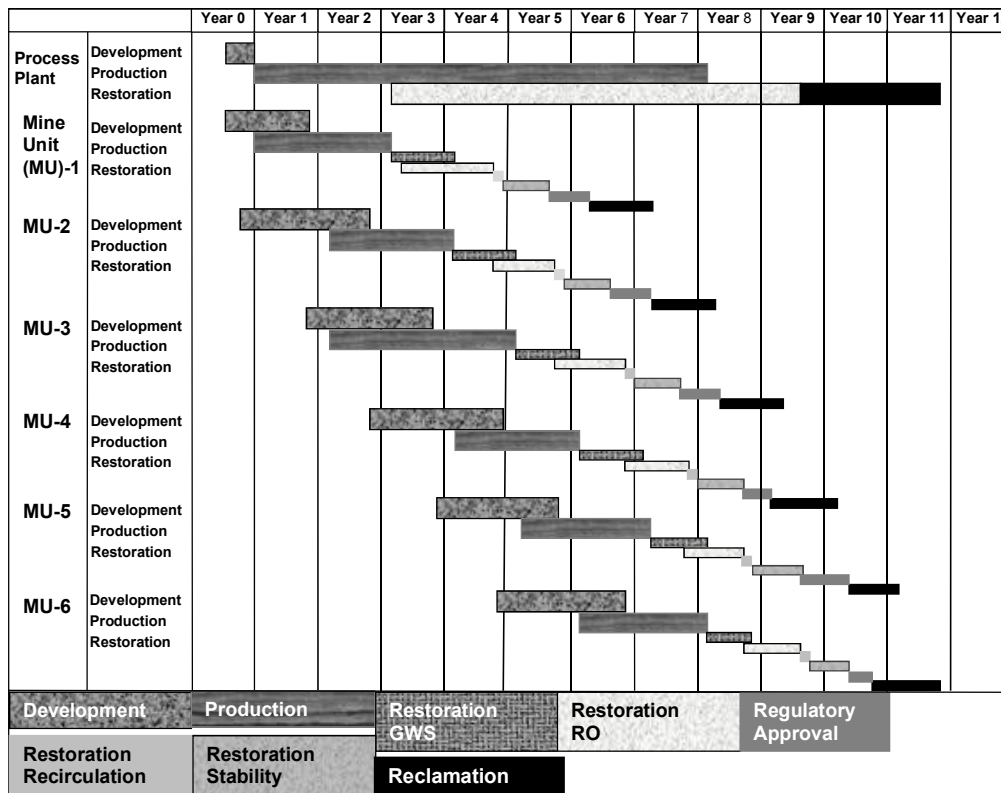 Year 0 Year 1 Year 2 Year 3 Year 4 Year 5 Year 6 Year 7 Year 8 Year 9 Year 10 Year 11 Year 1
Process
Plant
Development
Production
Restoration
Mine
Unit
(MU)-1
Development
Production
Restoration
MU-2
Development
Production
Restoration
MU-3
Development
Production
Restoration
MU-4
Development
Production
Restoration
MU-5
Development
Production
Restoration
MU-6
Development
Production
Restoration
Development
Production
Restoration
GWS
Restoration
RO
Regulatory
Approval
Restoration
Recirculation
Restoration
Stability
Reclamation